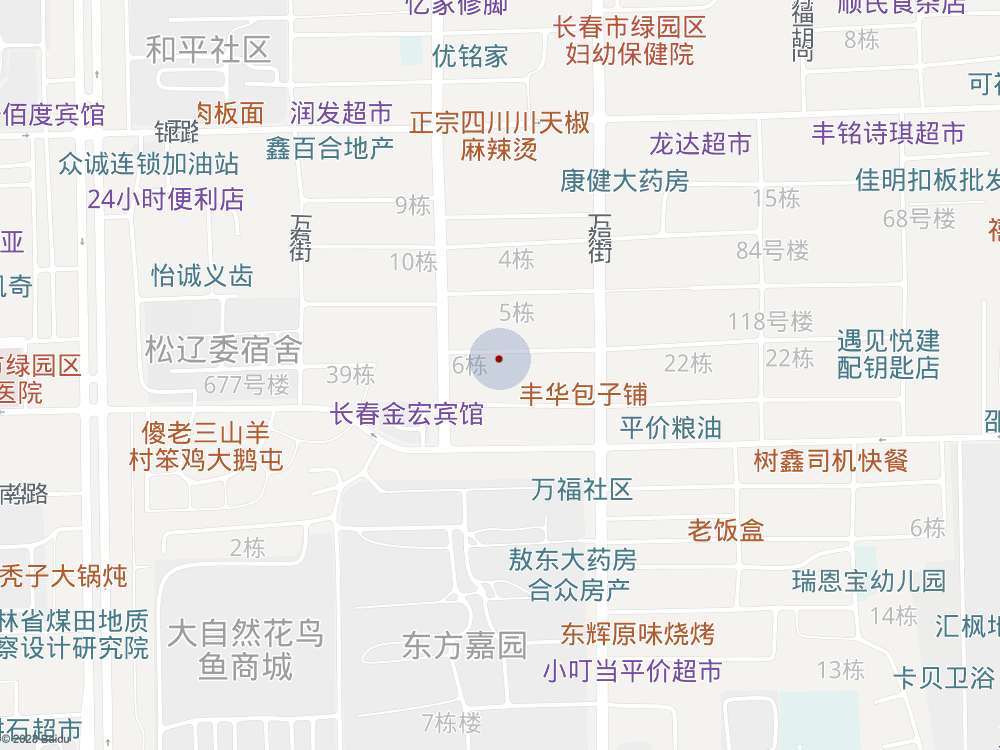 亿家修脚
顺民食杂店
长春市绿园区
妇幼保健院
8栋
和平社区
优铭家
佰度宾馆
肉板面
润发超市
正宗四川川天椒
麻辣烫
丰铭诗琪超市
龙达超市
众诚连锁加油站
鑫百合地产
康健大药房
佳明扣板批发
24小时便利店
9栋
15栋
68号楼
万宥街
万福街
亚
10栋
4栋
84号楼
怡诚义齿
5栋
118号楼
松辽委宿舍
6栋
22栋
22栋
遇见悦建
配钥匙店
市绿园区
医院
677号楼
39栋
丰华包子铺
长春金宏宾馆
平价粮油
傻老三山羊
村笨鸡大鹅屯
树鑫司机快餐
南路
万福社区
老饭盒
6栋
2栋
敖东大药房
合众房产
秃子大锅炖
瑞恩宝幼儿园
林省煤田地质
察设计研究院
大自然花鸟
鱼商城
东方嘉园
东辉原味烧烤
14栋
汇枫地
小叮当平价超市
13栋
卡贝卫浴
7栋楼
石超市
© 2023 Baidu